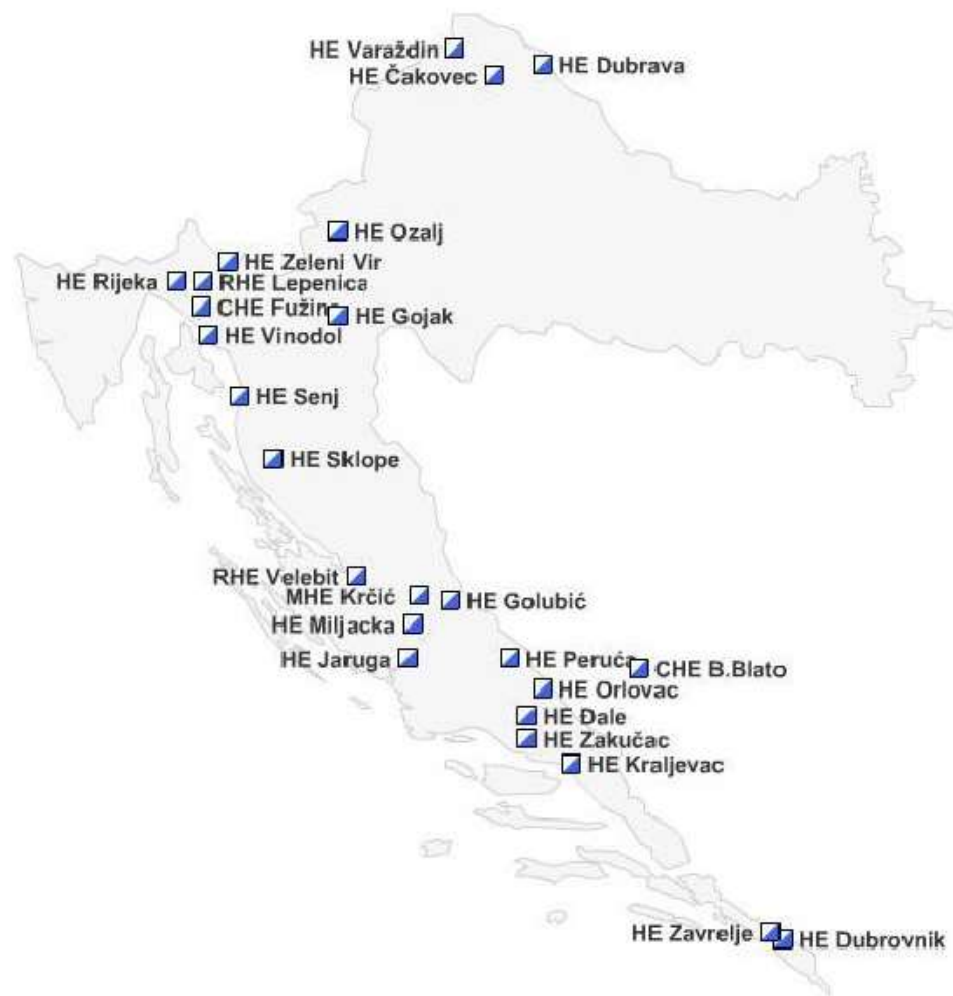 HE Varaždin
HE Dubrava
HE Čakovec
HE Ozalj
HE Zeleni Vir
HE Rijeka
RHE Lepenica
CHE Fužine
HE Gojak
HE Vinodol
HE Senj
HE Sklope
RHE Velebit
MHE Krčić
HE Golubić
HE Miljacka
HE Jaruga
HE Peruća
CHE B.Blato
HE Orlovac
HE Đale
HE Zakučac
HE Kraljevac
HE Zavrelje
HE Dubrovnik